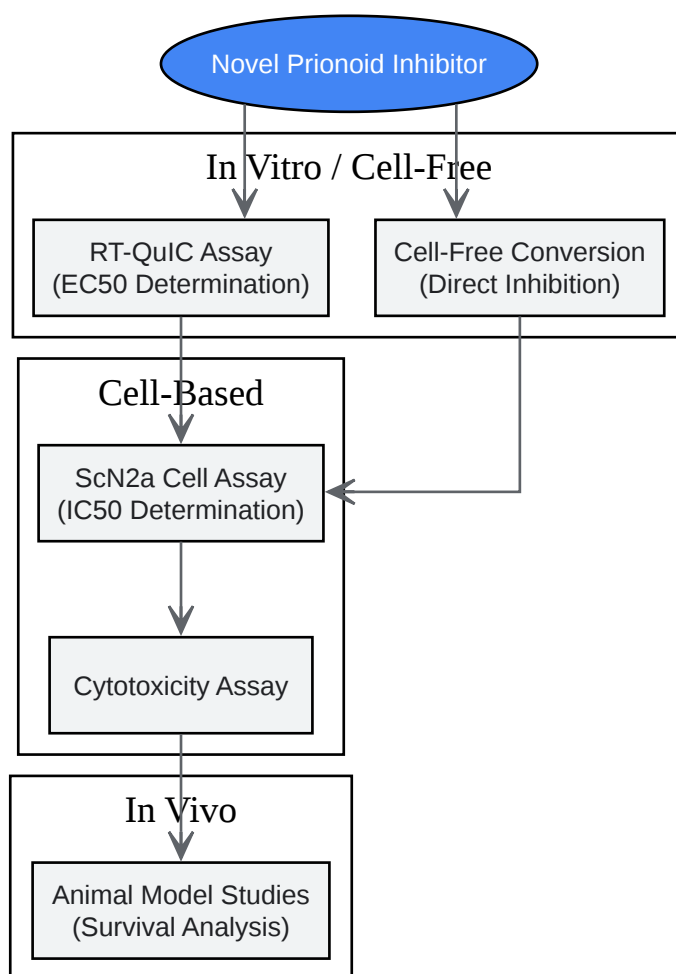 Novel Prionoid Inhibitor
In Vitro / Cell-Free
RT-QuIC Assay
(EC50 Determination)
Cell-Free Conversion
(Direct Inhibition)
Cell-Based
ScN2a Cell Assay
(IC50 Determination)
Cytotoxicity Assay
In Vivo
Animal Model Studies
(Survival Analysis)